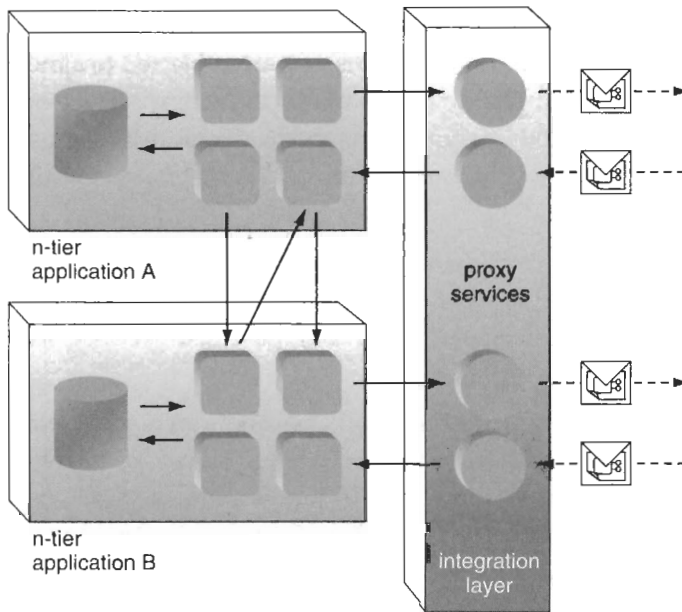 n-tier
application A
proxy
services
n-tier
application B
integration
layer